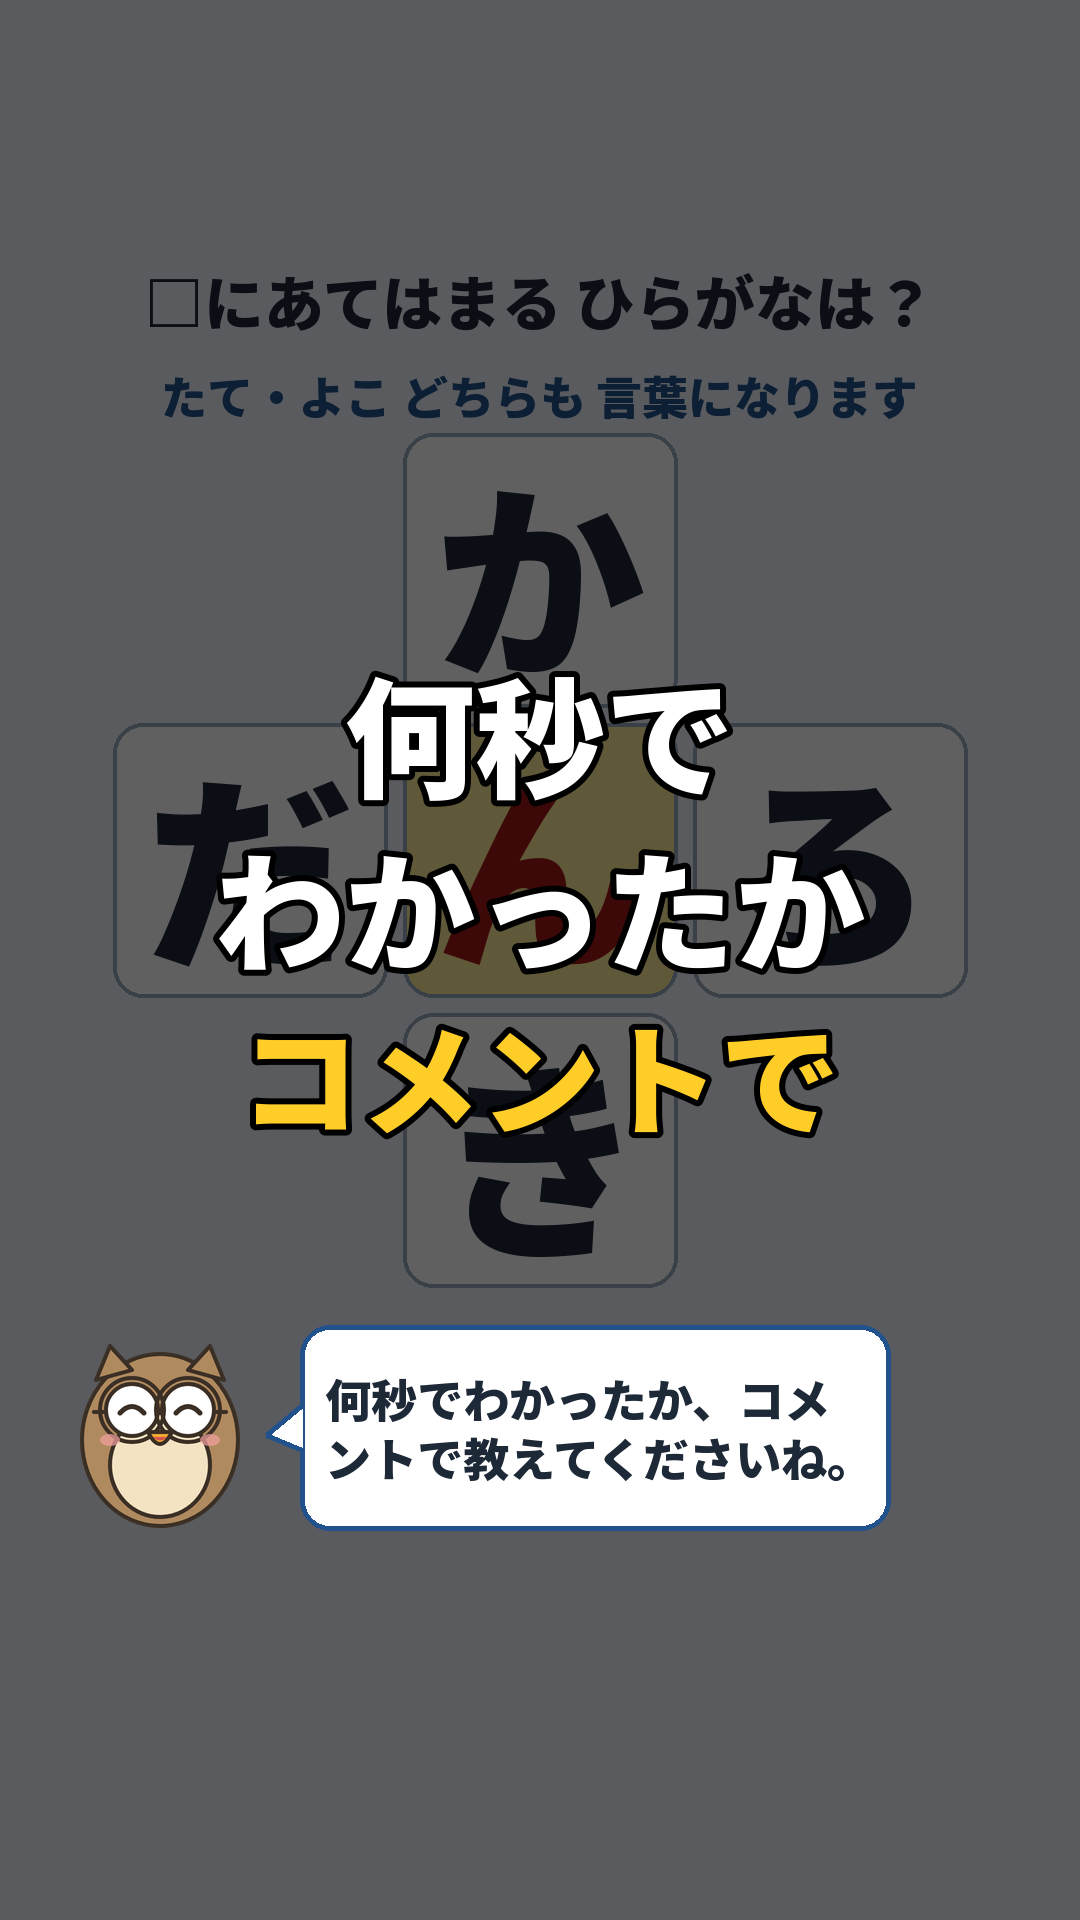 □にあてはまる ひらがなは？
たて・よこ どちらも 言葉になります
か
だ ん ろ
き
何秒で
わかったか
コメントで
何秒でわかったか、コメ
ントで教えてくださいね。